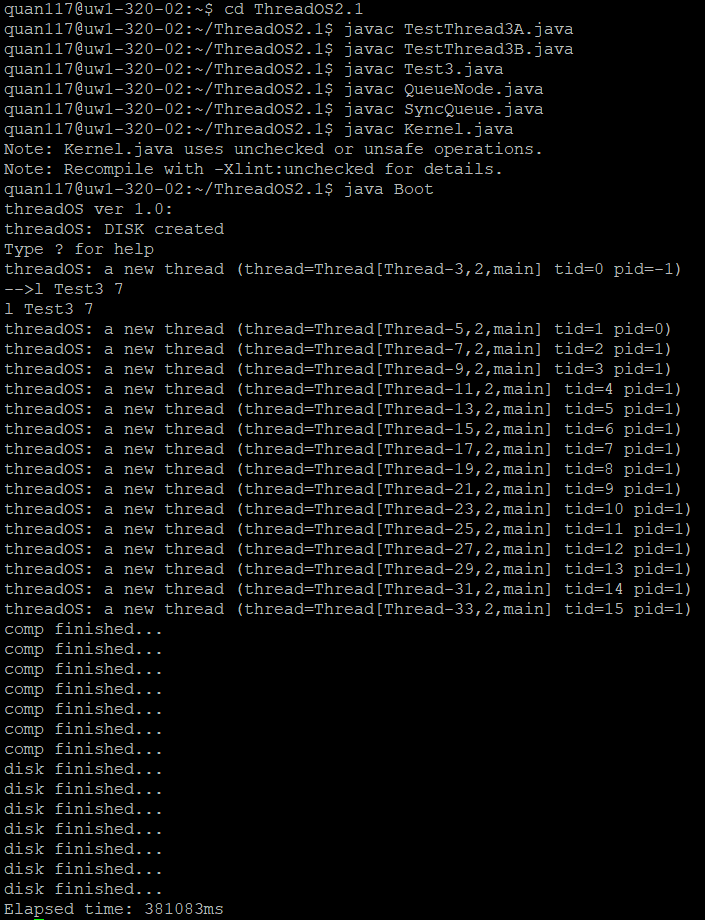 quan117@uw1-320-02:~$ cd ThreadOS2.1
quan117@uw1-320-02:~/ThreadOS2.1$ javac TestThread3A.java
quan117@uw1-320-02:~/ThreadOS2.1$ javac TestThread3B.java
quan117@uw1-320-02:~/ThreadOS2.1$ javac Test3.java
quan117@uw1-320-02:~/ThreadOS2.1$ javac QueueNode.java
quan117@uw1-320-02:~/ThreadOS2.1$ javac SyncQueue.java
quan117@uw1-320-02:~/ThreadOS2.1$ javac Kernel.java
Note: Kernel.java uses unchecked or unsafe operations.
Note: Recompile with -Xlint:unchecked for details.
quan117@uw1-320-02:~/ThreadOS2.1$ java Boot
threadOS ver 1.0:
threadOS: DISK created
Type ? for help
threadOS: a new thread (thread=Thread[Thread-3,2,main] tid=0 pid=-1)
-->l Test3 7
l Test3 7
threadOS: a new thread (thread=Thread[Thread-5,2,main] tid=1 pid=0)
threadOS: a new thread (thread=Thread[Thread-7,2,main] tid=2 pid=1)
threadOS: a new thread (thread=Thread[Thread-9,2,main] tid=3 pid=1)
threadOS: a new thread (thread=Thread[Thread-11,2,main] tid=4 pid=1)
threadOS: a new thread (thread=Thread[Thread-13,2,main] tid=5 pid=1)
threadOS: a new thread (thread=Thread[Thread-15,2,main] tid=6 pid=1)
threadOS: a new thread (thread=Thread[Thread-17,2,main] tid=7 pid=1)
threadOS: a new thread (thread=Thread[Thread-19,2,main] tid=8 pid=1)
threadOS: a new thread (thread=Thread[Thread-21,2,main] tid=9 pid=1)
threadOS: a new thread (thread=Thread[Thread-23,2,main] tid=10 pid=1)
threadOS: a new thread (thread=Thread[Thread-25,2,main] tid=11 pid=1)
threadOS: a new thread (thread=Thread[Thread-27,2,main] tid=12 pid=1)
threadOS: a new thread (thread=Thread[Thread-29,2,main] tid=13 pid=1)
threadOS: a new thread (thread=Thread[Thread-31,2,main] tid=14 pid=1)
threadOS: a new thread (thread=Thread[Thread-33,2,main] tid=15 pid=1)
comp finished...
comp finished...
comp finished...
comp finished...
comp finished...
comp finished...
comp finished...
disk finished...
disk finished...
disk finished...
disk finished...
disk finished...
disk finished...
disk finished...
Elapsed time: 381083ms